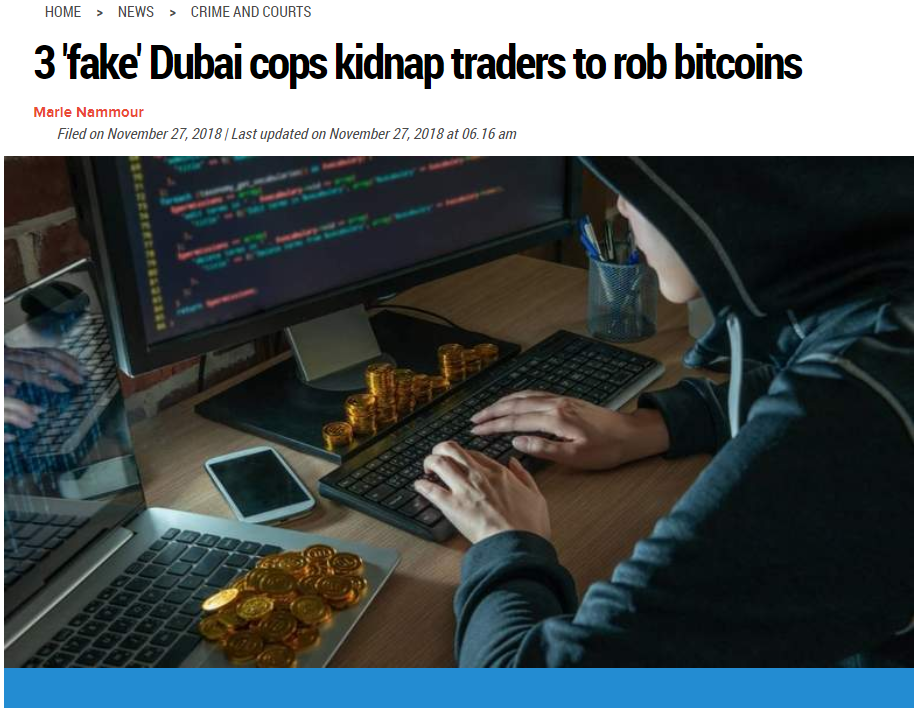 HOME > NEWS > CRIME AND COURTS
3 'fake' Dubai cops kidnap traders to rob bitcoins
Marie Nammour
Filed on November 27, 2018 | Last updated on November 27, 2018 at 06.16 am